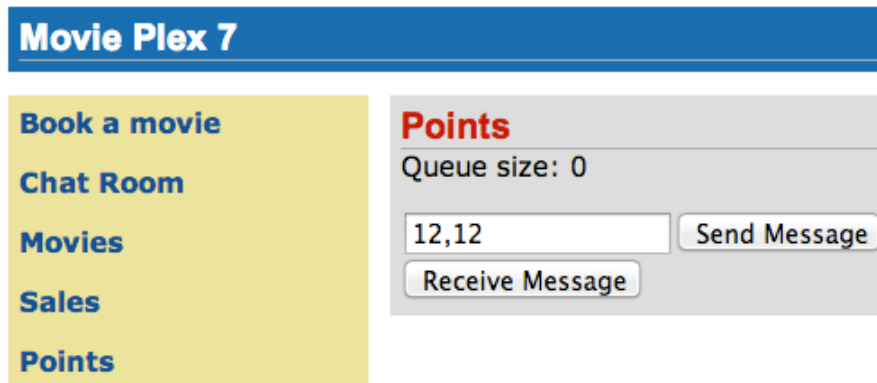 Movie Plex 7
Book a movie
Chat Room
Movies
Sales
Points
Points
Queue size: 0
12,12 Send Message
Receive Message